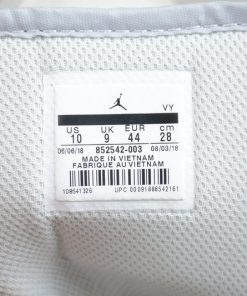 VY
US UK EUR cm
10 9 44 28
06/06/18 852542-003 08/03/18
MADE IN VIETNAM
FABRIQUE AU VIETNAM
108541326 UPC 00091888542161